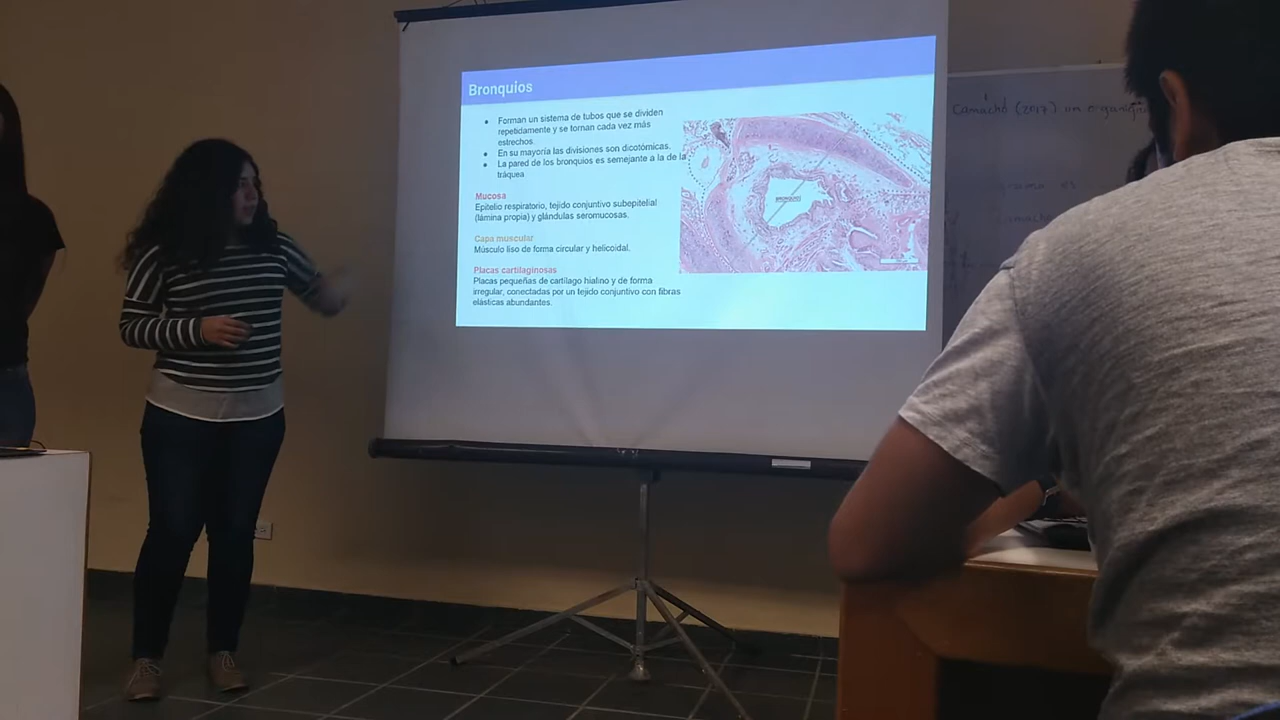 Bronquios
Forman un sistema de tubos que se dividen
repetidamente y se tornan cada vez más
estrechos.
En su mayoría las divisiones son dicotómicas.
La pared de los bronquios es semejante a la de la
tráquea
Mucosa
Epitelio respiratorio, tejido conjuntivo subepitelial
(lámina propia) y glándulas seromucosas.
Capa muscular
Músculo liso de forma circular y helicoidal.
Placas cartilaginosas
Placas pequeñas de cartílago hialino y de forma
irregular, conectadas por un tejido conjuntivo con fibras
elásticas abundantes.
BRONQUIO
Camacho (2017) un